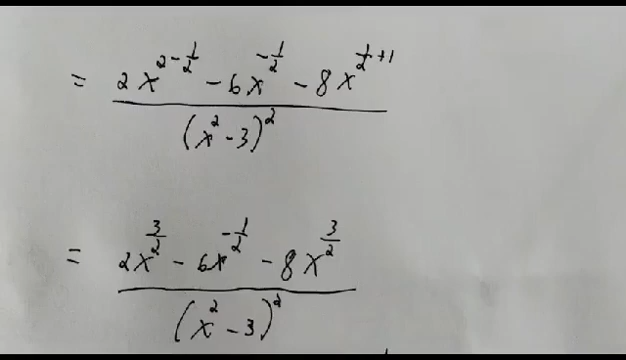 = (2x^{2-1/2} - 6x^{-1/2} - 8x^{1/2+1}) / (x^2 - 3)^2
= (2x^{3/2} - 6x^{-1/2} - 8x^{3/2}) / (x^2 - 3)^2